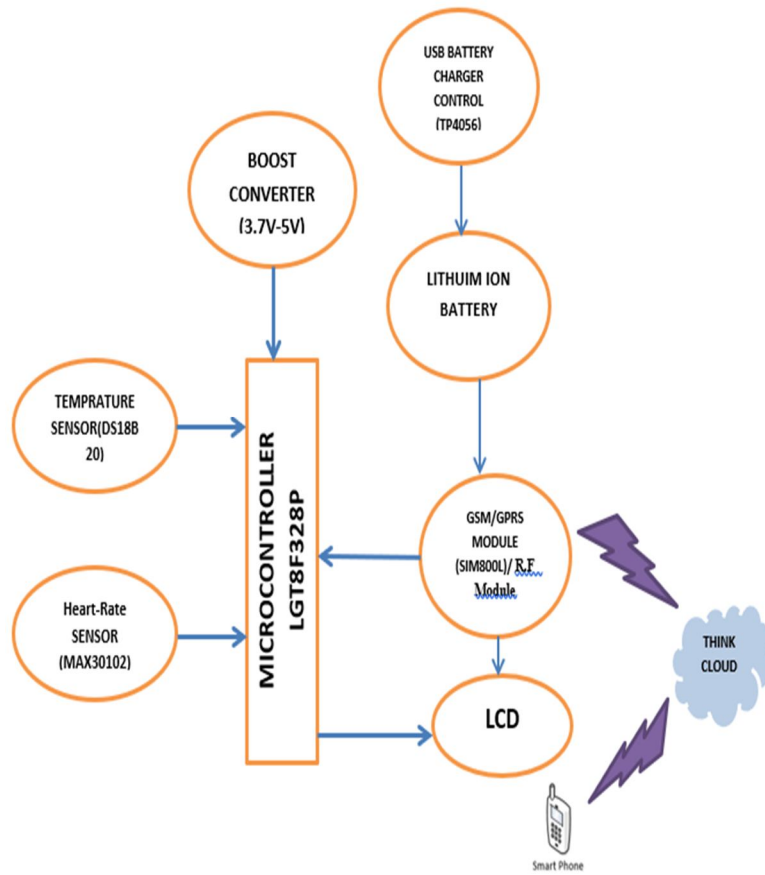 USB BATTERY
CHARGER
CONTROL
(TP4056)
BOOST
CONVERTER
(3.7V-5V)
LITHUIM ION
BATTERY
TEMPRATURE
SENSOR(DS18B
20)
MICROCONTROLLER
LGT8F328P
GSM/GPRS
MODULE
(SIM800L)/ R.F
Module
Heart-Rate
SENSOR
(MAX30102)
THINK
CLOUD
LCD
Smart Phone